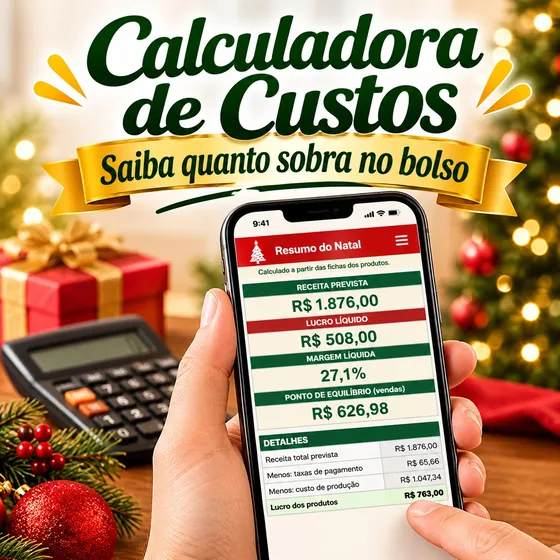 Calculadora
de Custos
Saiba quanto sobra no bolso
9:41
Resumo do Natal
Calculado a partir das fichas dos produtos.
RECEITA PREVISTA
R$ 1.876,00
LUCRO LÍQUIDO
R$ 508,00
MARGEM LÍQUIDA
27,1%
PONTO DE EQUILÍBRIO (vendas)
R$ 626,98
DETALHES
Receita total prevista R$ 1.876,00
Menos: taxas de pagamento R$ 65,66
Menos: custo de produção R$ 1.047,34
Lucro dos produtos R$ 763,00